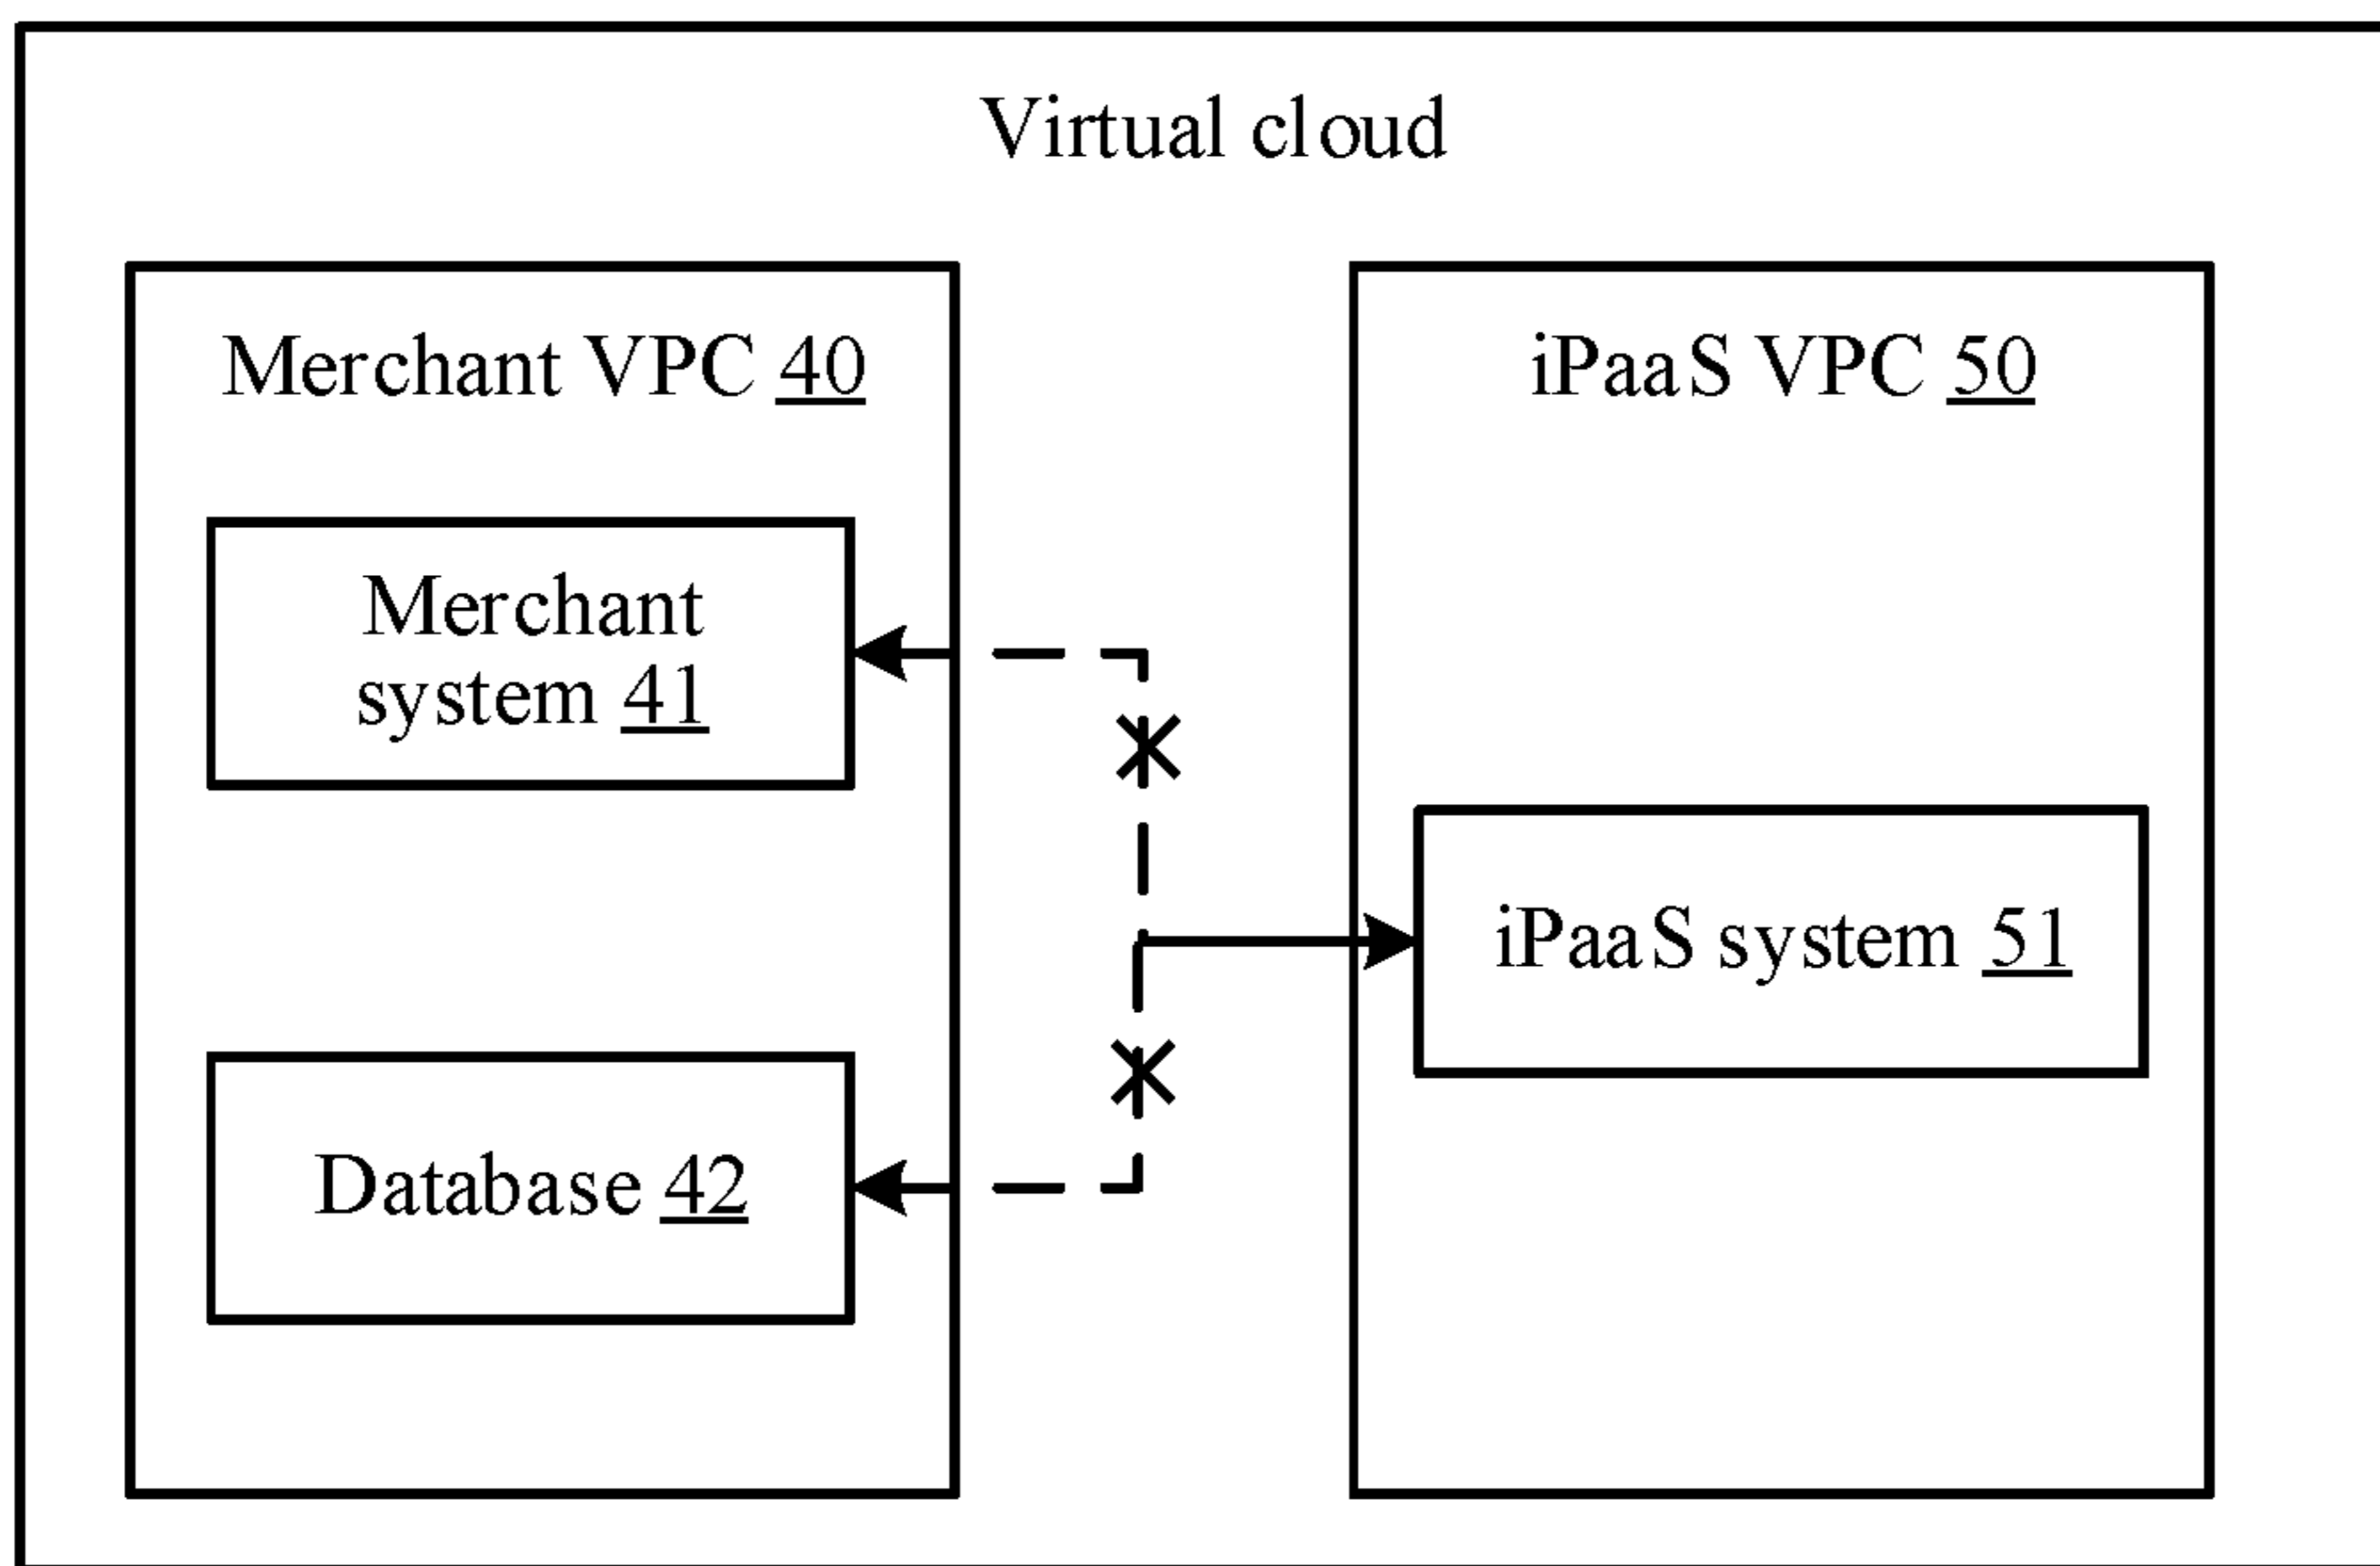 Virtual cloud
Merchant VPC 40
iPaaS VPC 50
Merchant
system 41
iPaaS system 51
Database 42